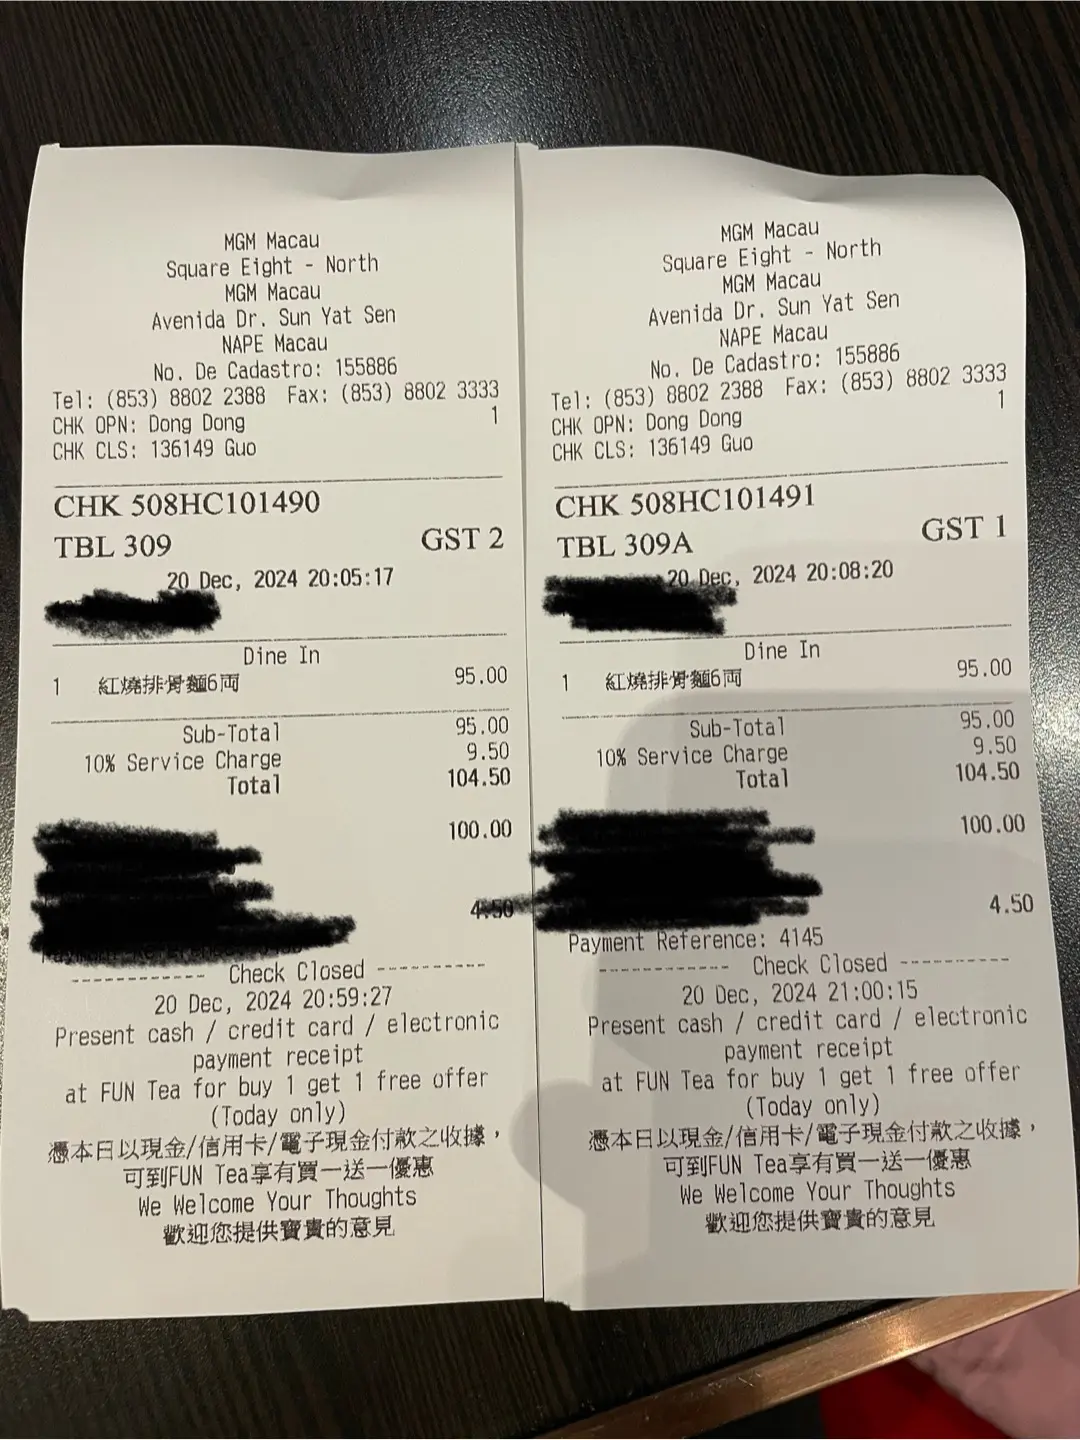 MGM Macau
Square Eight - North
MGM Macau
Avenida Dr. Sun Yat Sen
NAPE Macau
No. De Cadastro: 155886
Tel: (853) 8802 2388 Fax: (853) 8802 3333
CHK OPN: Dong Dong 1
CHK CLS: 136149 Guo
CHK 508HC101490
TBL 309 GST 2
20 Dec, 2024 20:05:17
Dine In
1 紅燒排骨麵6両 95.00
Sub-Total 95.00
10% Service Charge 9.50
Total 104.50
100.00
4.50
Check Closed
20 Dec, 2024 20:59:27
Present cash / credit card / electronic
payment receipt
at FUN Tea for buy 1 get 1 free offer
(Today only)
憑本日以現金/信用卡/電子現金付款之收據，
可到FUN Tea享有買一送一優惠
We Welcome Your Thoughts
歡迎您提供寶貴的意見
MGM Macau
Square Eight - North
MGM Macau
Avenida Dr. Sun Yat Sen
NAPE Macau
No. De Cadastro: 155886
Tel: (853) 8802 2388 Fax: (853) 8802 3333
CHK OPN: Dong Dong 1
CHK CLS: 136149 Guo
CHK 508HC101491
TBL 309A GST 1
20 Dec, 2024 20:08:20
Dine In
1 紅燒排骨麵6両 95.00
Sub-Total 95.00
10% Service Charge 9.50
Total 104.50
100.00
4.50
Payment Reference: 4145
------------ Check Closed ----------
20 Dec, 2024 21:00:15
Present cash / credit card / electronic
payment receipt
at FUN Tea for buy 1 get 1 free offer
(Today only)
憑本日以現金/信用卡/電子現金付款之收據，
可到FUN Tea享有買一送一優惠
We Welcome Your Thoughts
歡迎您提供寶貴的意見